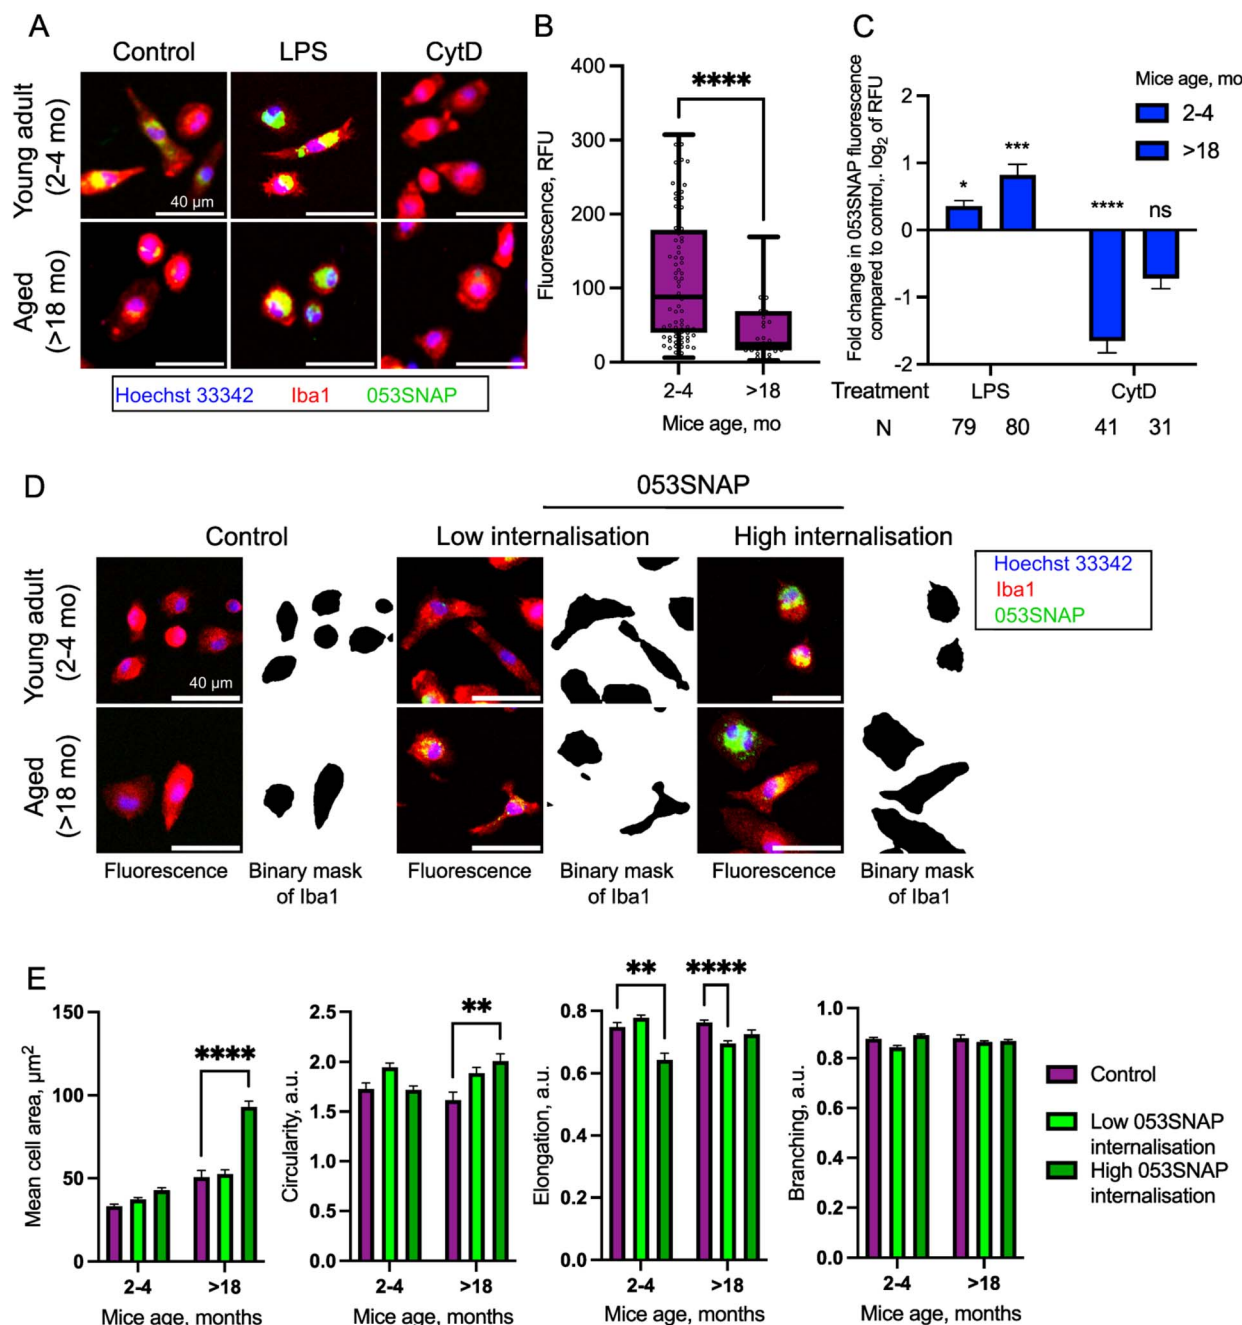 A
Control
LPS
CytD
Young adult
(2-4 mo)
40 µm
Aged
(>18 mo)
Hoechst 33342
Iba1
053SNAP
B
Fluorescence, RFU
400
300
200
100
0
****
2-4
>18
Mice age, mo
C
Fold change in 053SNAP fluorescence
compared to control,. log2 of RFU
2
1
0
-1
-2
*
***
****
ns
Mice age, mo
2-4
>18
Treatment
LPS
CytD
N
79
80
41
31
D
053SNAP
Control
Low internalisation
High internalisation
Young adult
(2-4 mo)
40 µm
Aged
(>18 mo)
Fluorescence
Binary mask
of Iba1
Fluorescence
Binary mask
of Iba1
Fluorescence
Binary mask
of Iba1
Hoechst 33342
Iba1
053SNAP
E
Mean cell area, µm²
150
100
50
0
****
2-4
>18
Mice age, months
Circularity, a.u.
2.5
2.0
1.5
1.0
0.5
0.0
**
2-4
>18
Mice age, months
Elongation, a.u.
0.8
0.6
0.4
0.2
0.0
**
****
2-4
>18
Mice age, months
Branching, a.u.
1.0
0.8
0.6
0.4
0.2
0.0
2-4
>18
Mice age, months
Control
Low 053SNAP
internalisation
High 053SNAP
internalisation